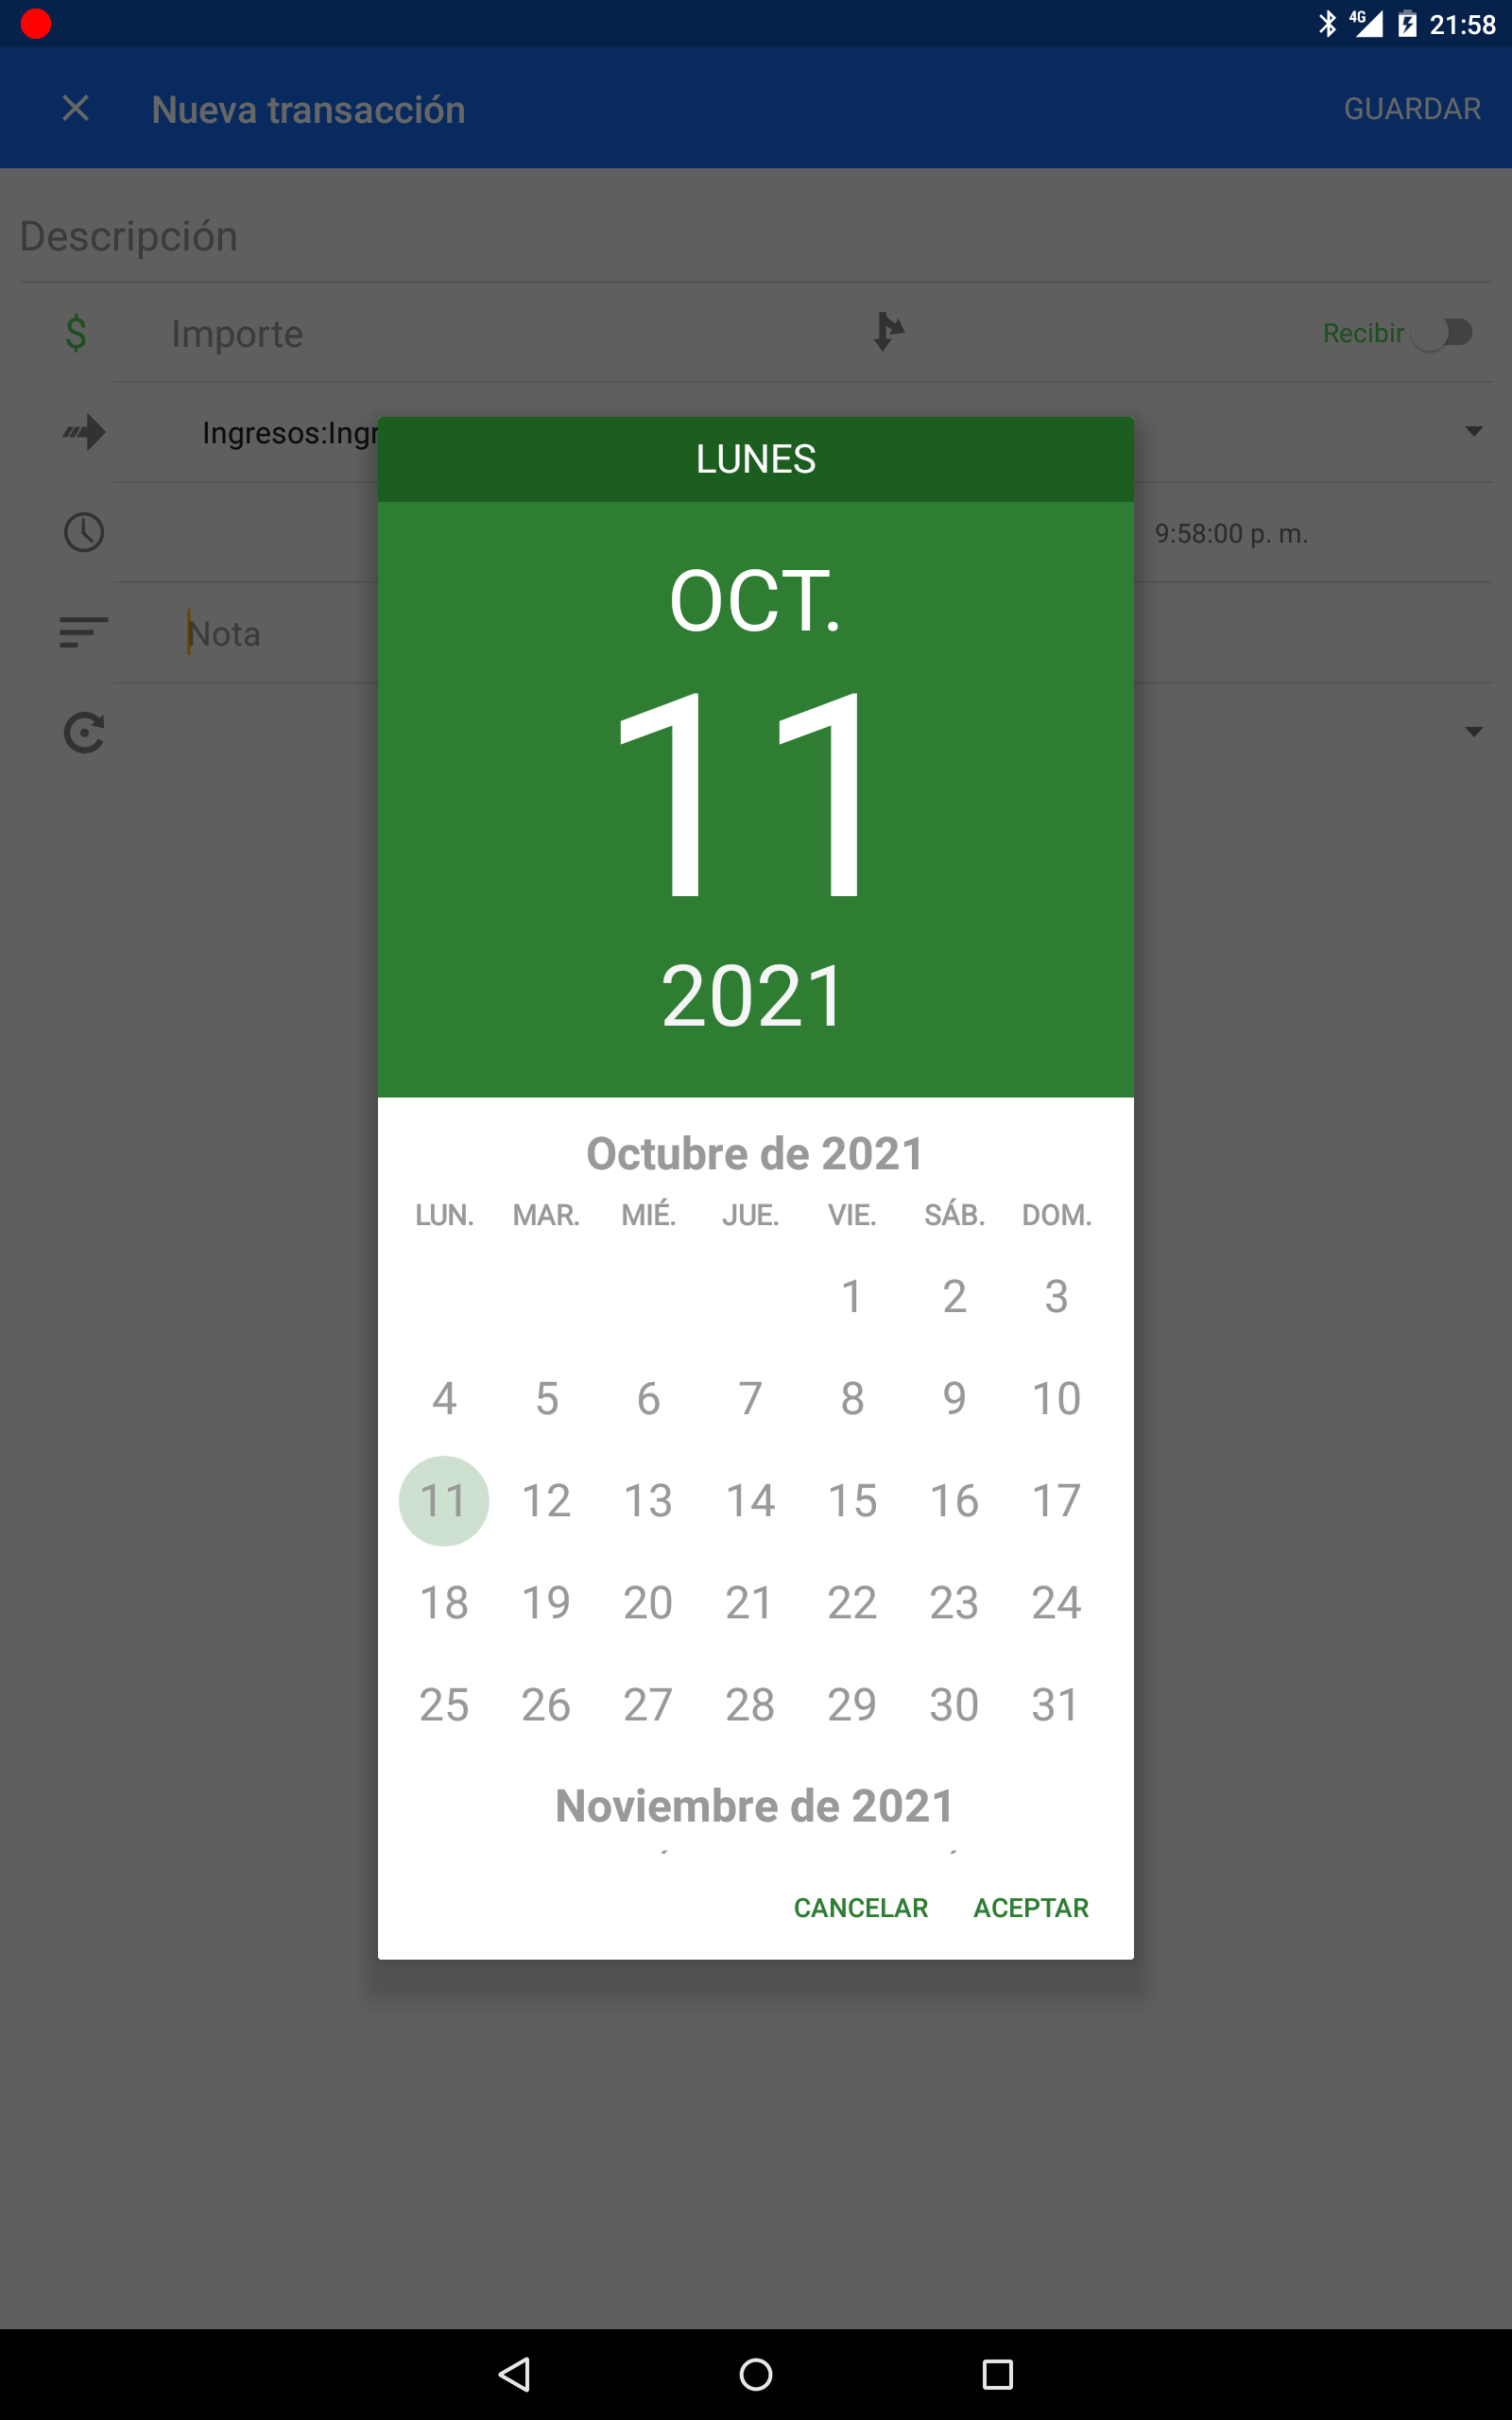 4G 21:58
Nueva transacción GUARDAR
Descripción
$ Importe Recibir
Ingresos:Ingr
LUNES
9:58:00 p. m.
OCT.
Nota
11
2021
Octubre de 2021
LUN. MAR. MIÉ. JUE. VIE. SÁB. DOM.
1 2 3
4 5 6 7 8 9 10
11 12 13 14 15 16 17
18 19 20 21 22 23 24
25 26 27 28 29 30 31
Noviembre de 2021
CANCELAR ACEPTAR